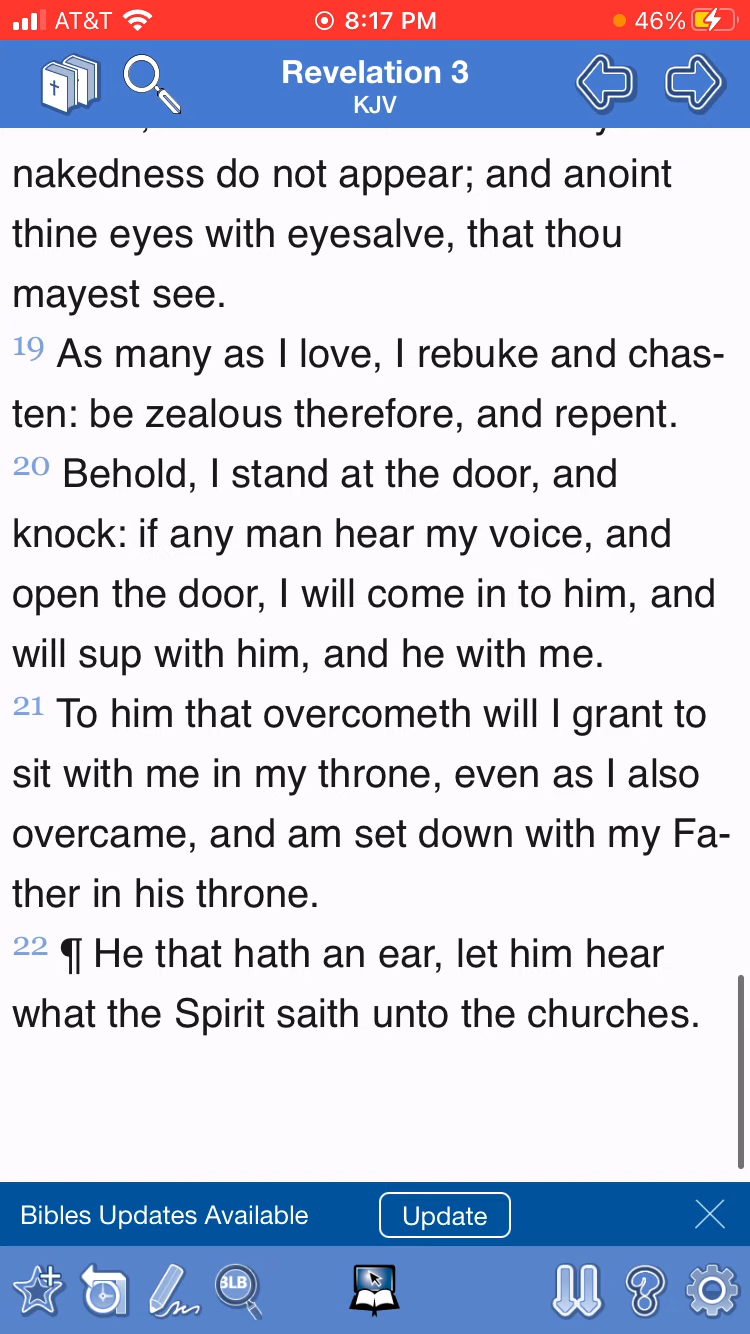 AT&T 8:17 PM 46%
Revelation 3
KJV
nakedness do not appear; and anoint
thine eyes with eyesalve, that thou
mayest see.
19 As many as I love, I rebuke and chas-
ten: be zealous therefore, and repent.
20 Behold, I stand at the door, and
knock: if any man hear my voice, and
open the door, I will come in to him, and
will sup with him, and he with me.
21 To him that overcometh will I grant to
sit with me in my throne, even as I also
overcame, and am set down with my Fa-
ther in his throne.
22 ¶ He that hath an ear, let him hear
what the Spirit saith unto the churches.
Bibles Updates Available Update
BLB